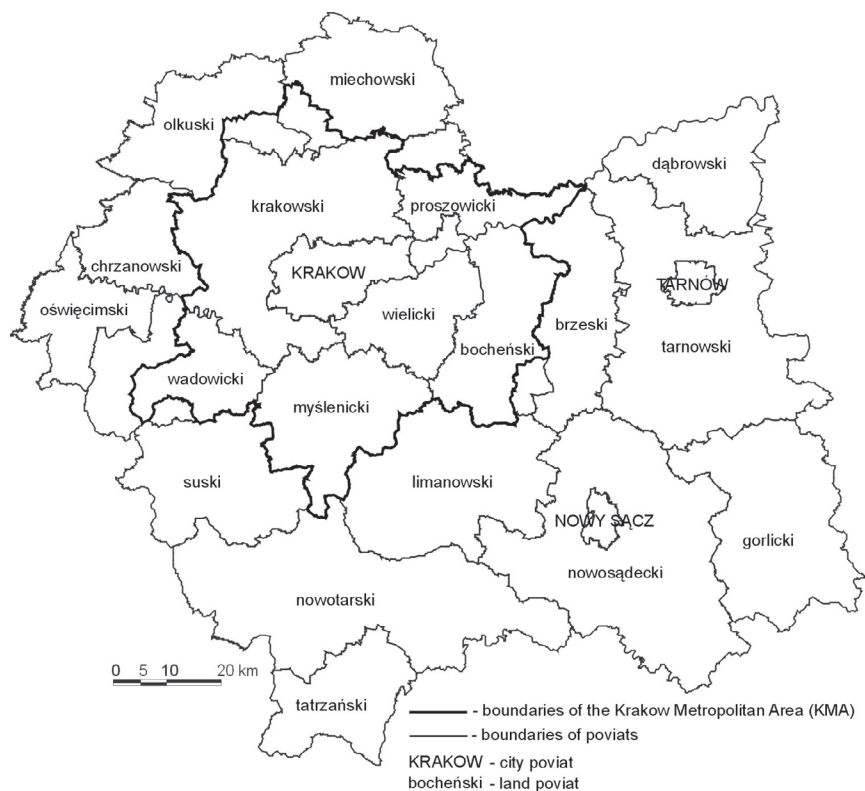 miechowski
olkuski
dąbrowski
krakowski
proszowicki
chrzanowski
KRAKOW
TARNÓW
oświęcimski
wielicki
brzeski
bocheński
tarnowski
wadowicki
myślenicki
suski
limanowski
NOWY SĄCZ
gorlicki
nowosądecki
nowotarski
0 5 10 20 km
tatrzański
- boundaries of the Krakow Metropolitan Area (KMA)
- boundaries of poviats
KRAKOW - city poviat
bocheński - land poviat